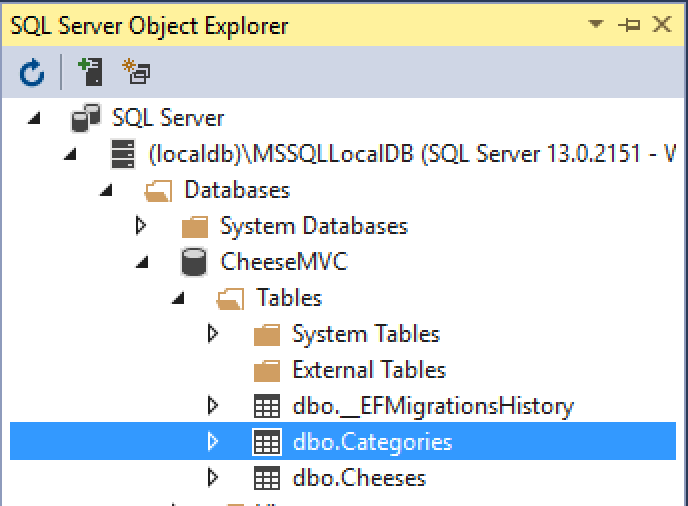 SQL Server Object Explorer
SQL Server
(localdb)\MSSQLLocalDB (SQL Server 13.0.2151 -
Databases
System Databases
CheeseMVC
Tables
System Tables
External Tables
dbo.__EFMigrationsHistory
dbo.Categories
dbo.Cheeses